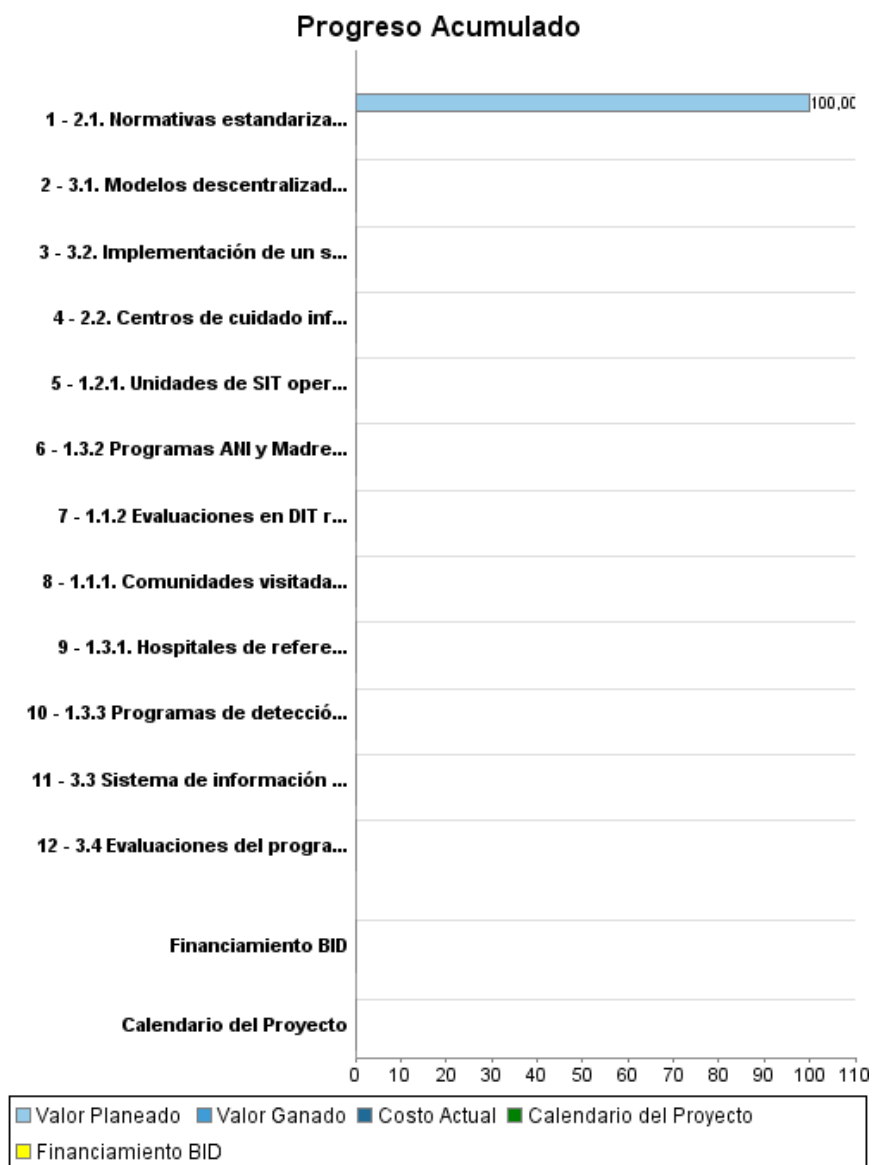 Progreso Acumulado
1 - 2.1. Normativas estandariza...
100,00
2 - 3.1. Modelos descentralizad...
3 - 3.2. Implementación de un s...
4 - 2.2. Centros de cuidado inf...
5 - 1.2.1. Unidades de SIT oper...
6 - 1.3.2 Programas ANI y Madre...
7 - 1.1.2 Evaluaciones en DIT r...
8 - 1.1.1. Comunidades visitada...
9 - 1.3.1. Hospitales de refere...
10 - 1.3.3 Programas de detecció...
11 - 3.3 Sistema de información ...
12 - 3.4 Evaluaciones del progra...
Financiamiento BID
Calendario del Proyecto
0 10 20 30 40 50 60 70 80 90 100 110
Valor Planeado Valor Ganado Costo Actual Calendario del Proyecto
Financiamiento BID